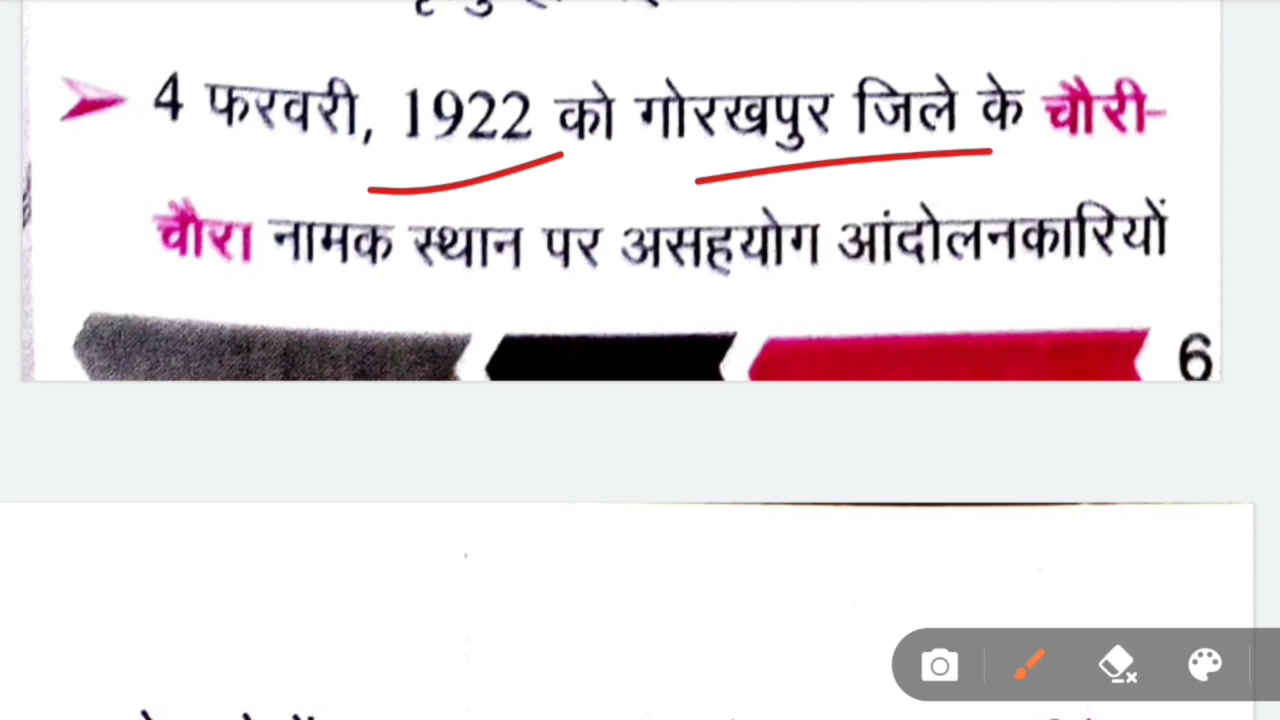 ➤ 4 फरवरी, 1922 को गोरखपुर जिले के चौरी-
चौरा नामक स्थान पर असहयोग आंदोलनकारियों
6